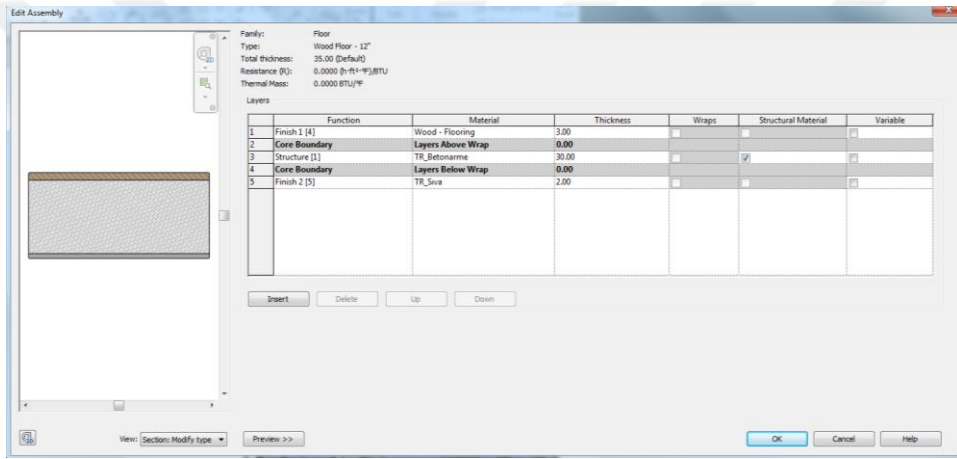 Edit Assembly
Family: Floor
Type: Wood Floor - 12"
Total thickness: 35.00 (Default)
Resistance (R): 0.0000 (h·ft²·°F)/BTU
Thermal Mass: 0.0000 BTU/°F
Layers
Function Material Thickness Wraps Structural Material Variable
1 Finish 1 [4] Wood - Flooring 3.00
2 Core Boundary Layers Above Wrap 0.00
3 Structure [1] TR_Betonarme 30.00
4 Core Boundary Layers Below Wrap 0.00
5 Finish 2 [5] TR_Siva 2.00
Insert Delete Up Down
View: Section: Modify type Preview >> OK Cancel Help